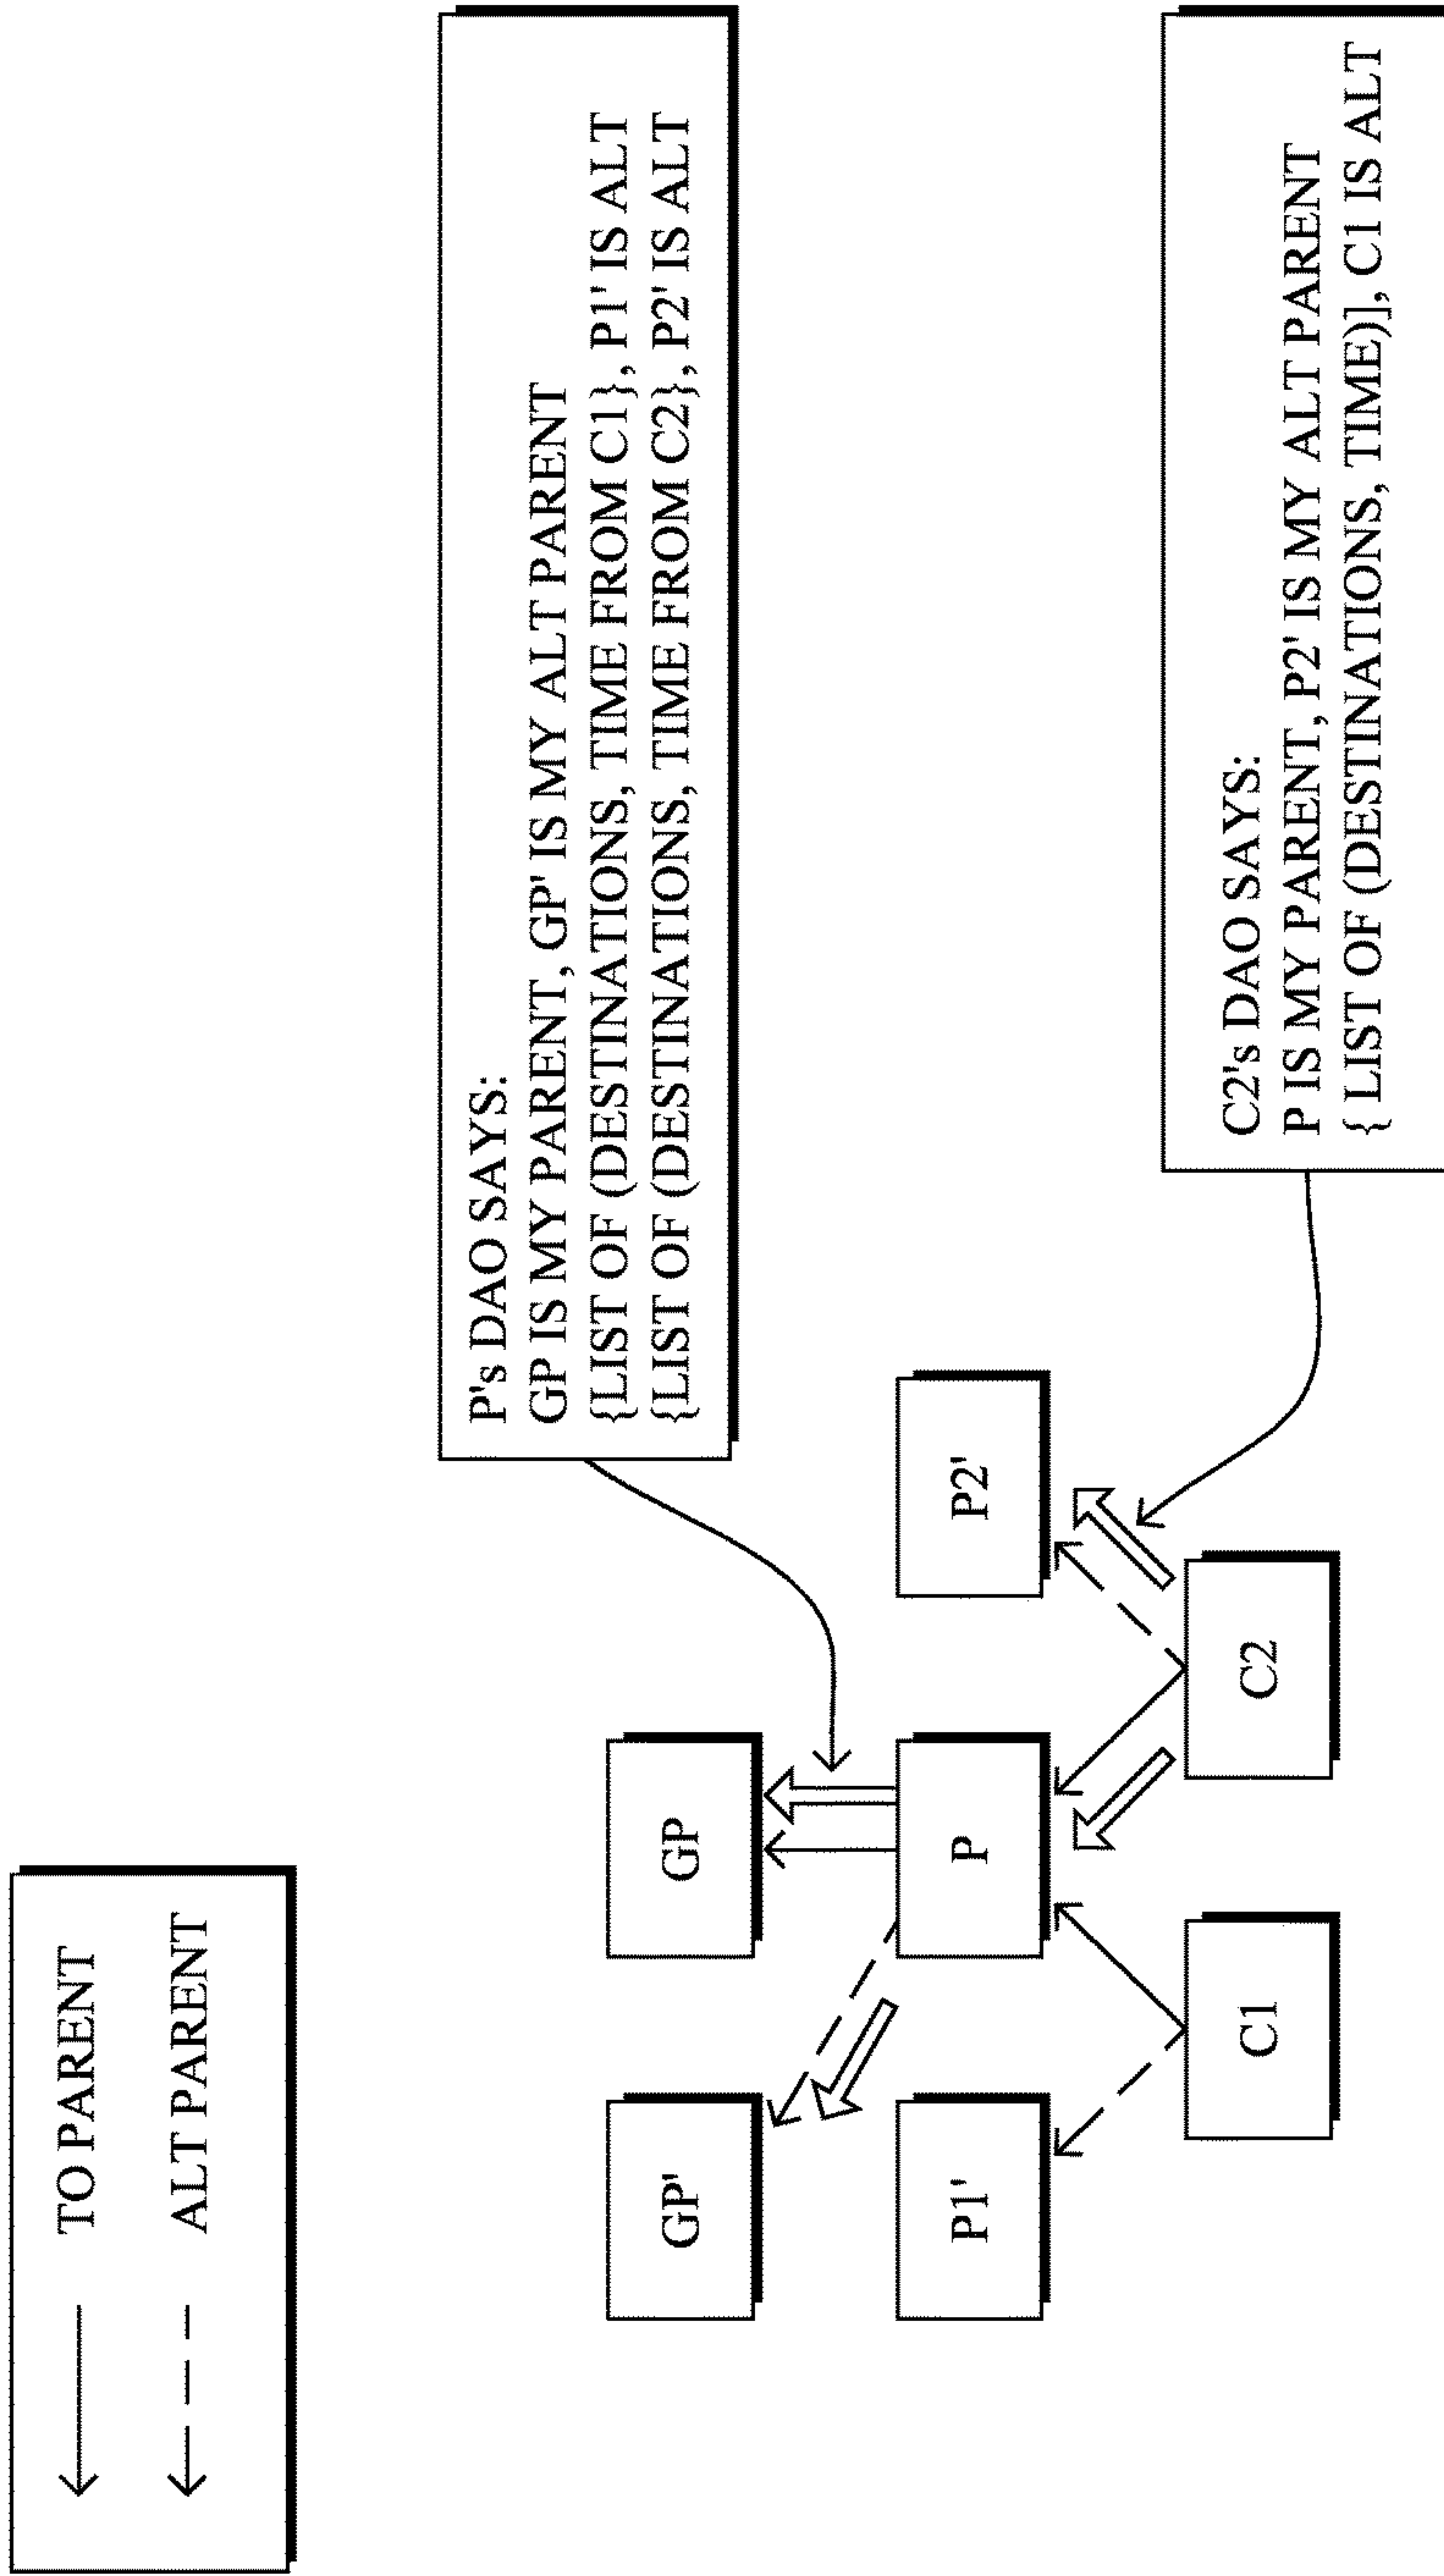 TO PARENT
ALT PARENT
P's DAO SAYS:
GP IS MY PARENT, GP' IS MY ALT PARENT
{LIST OF (DESTINATIONS, TIME FROM C1}, P1' IS ALT
{LIST OF (DESTINATIONS, TIME FROM C2}, P2' IS ALT
GP'
GP
P1'
P
P2'
C1
C2
C2's DAO SAYS:
P IS MY PARENT, P2' IS MY ALT PARENT
{ LIST OF (DESTINATIONS, TIME)], C1 IS ALT